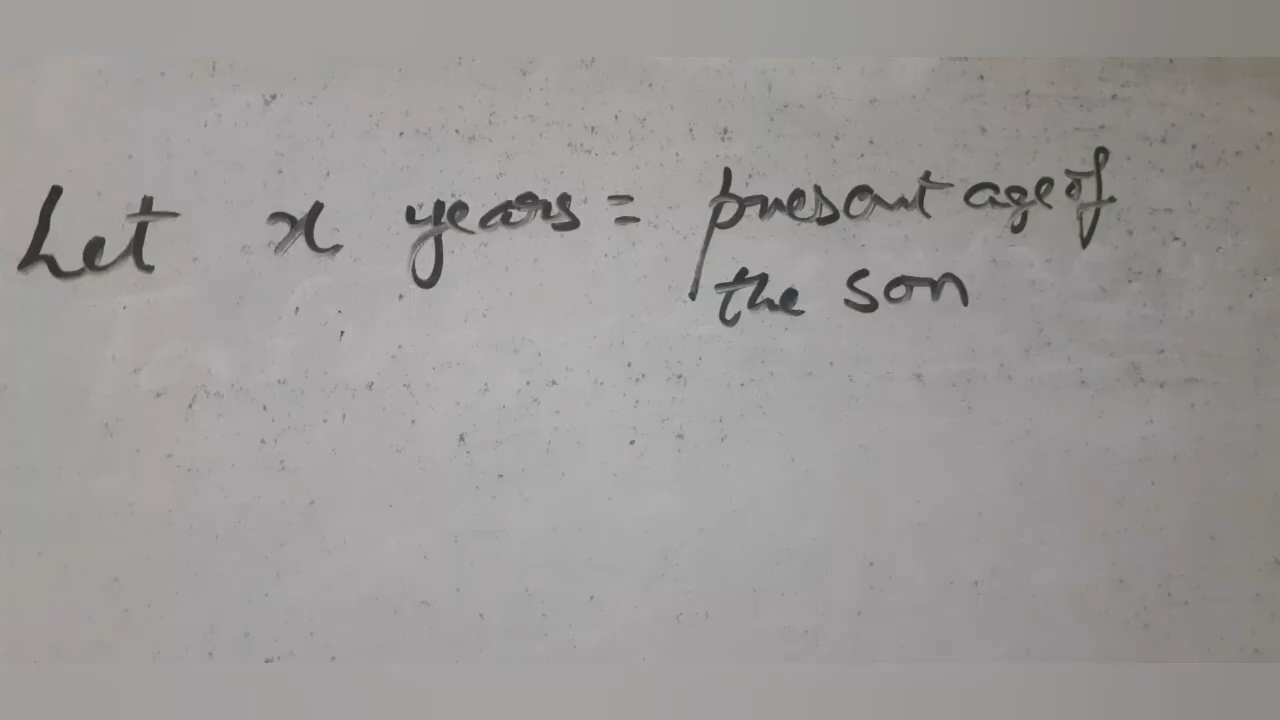 Let x years = present age of
the son